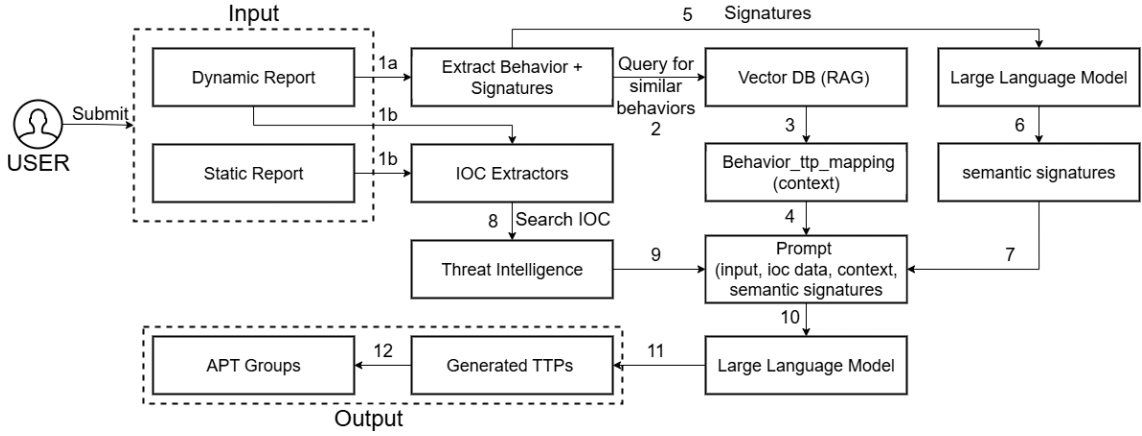 Input
5
Signatures
Submit
USER
Dynamic Report
1a
Extract Behavior +
Signatures
Query for
similar
behaviors
2
Vector DB (RAG)
Large Language Model
1b
3
6
Static Report
1b
IOC Extractors
Behavior_ttp_mapping
(context)
semantic signatures
8
Search IOC
4
7
Threat Intelligence
9
Prompt
(input, ioc data, context,
semantic signatures
10
APT Groups
12
Generated TTPs
11
Large Language Model
Output